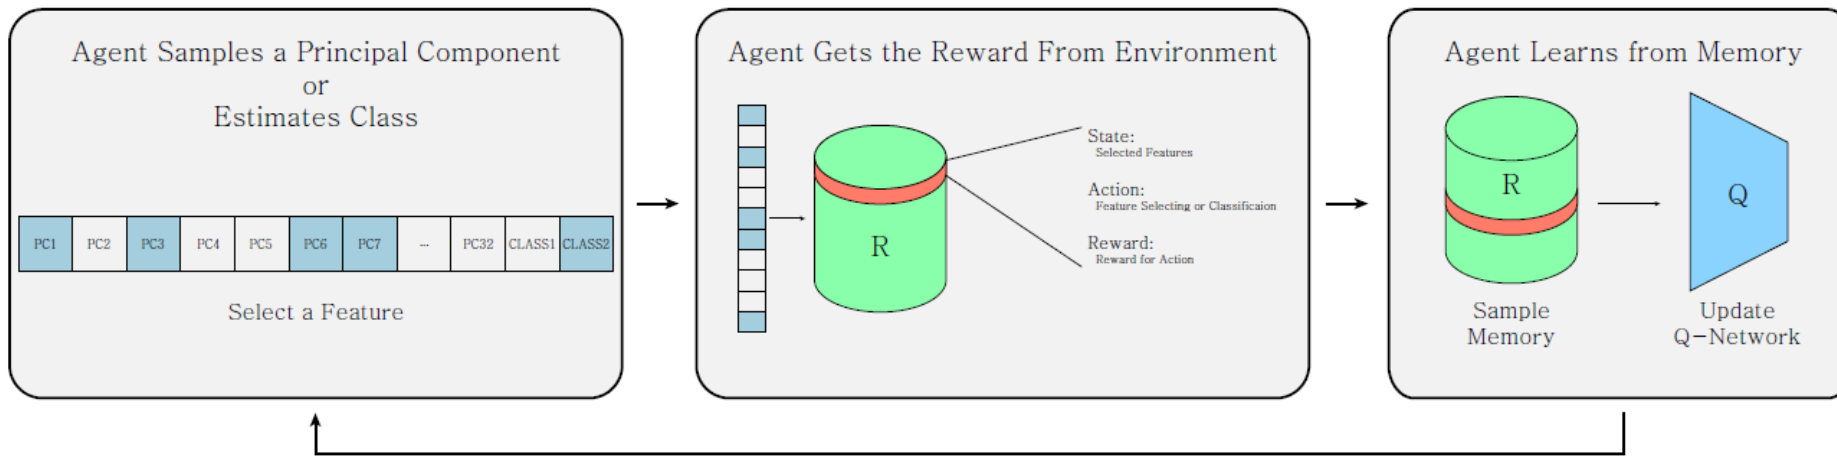 Agent Samples a Principal Component
or
Estimates Class
PC1 PC2 PC3 PC4 PC5 PC6 PC7 ... PC32 CLASS1 CLASS2
Select a Feature
Agent Gets the Reward From Environment
R
State:
Selected Features
Action:
Feature Selecting or Classificaion
Reward:
Reward for Action
Agent Learns from Memory
R
Q
Sample
Memory
Update
Q-Network